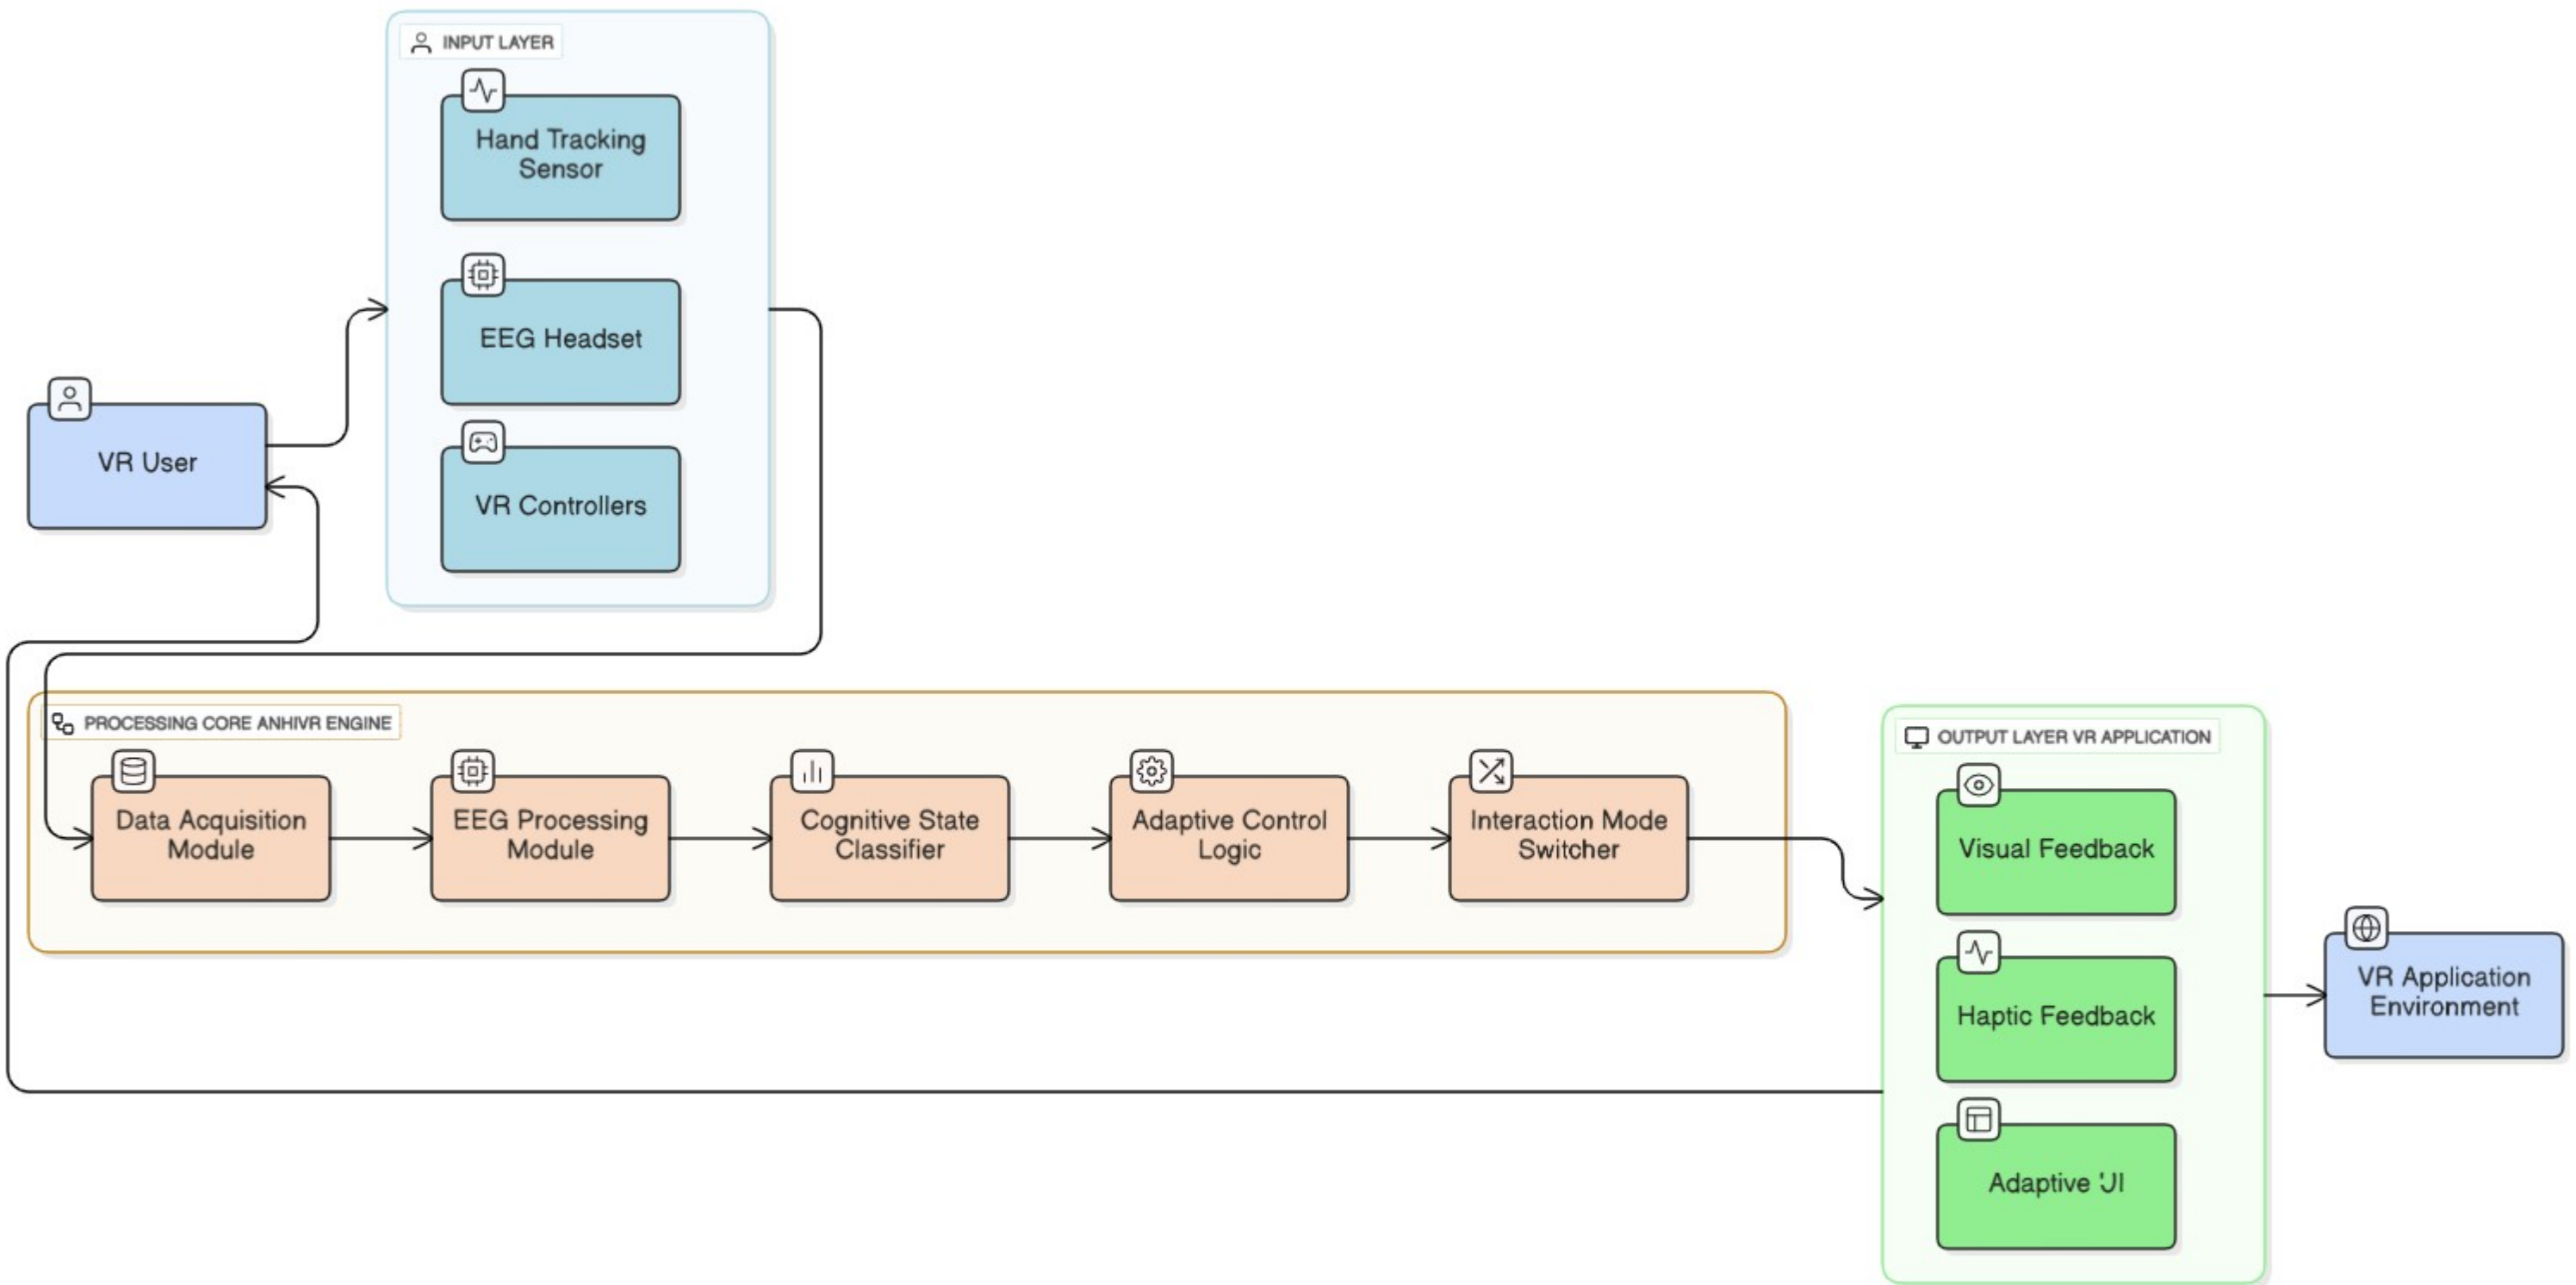 INPUT LAYER
Hand Tracking
Sensor
EEG Headset
VR Controllers
VR User
PROCESSING CORE ANHIVR ENGINE
Data Acquisition
Module
EEG Processing
Module
Cognitive State
Classifier
Adaptive Control
Logic
Interaction Mode
Switcher
OUTPUT LAYER VR APPLICATION
Visual Feedback
Haptic Feedback
Adaptive 'JI
VR Application
Environment